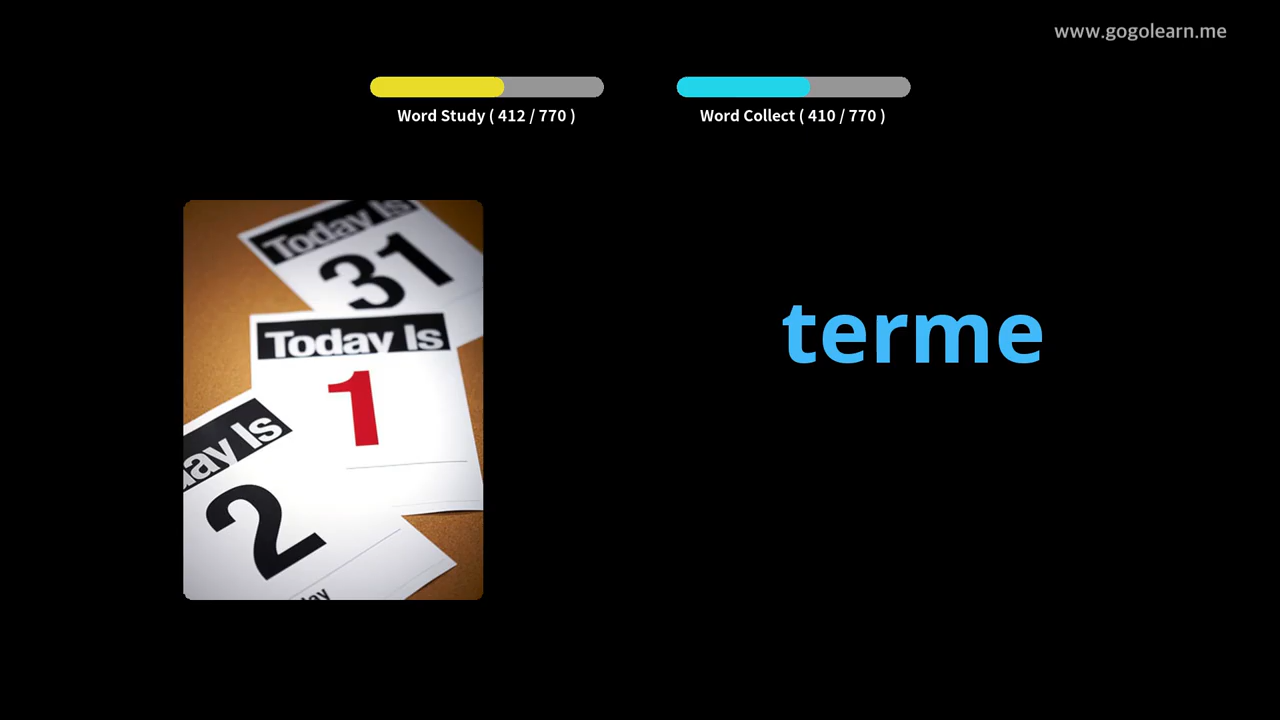 www.gogolearn.me
Word Study ( 412 / 770 )
Word Collect ( 410 / 770 )
Today Is
31
Today Is
1
ay Is
2
terme